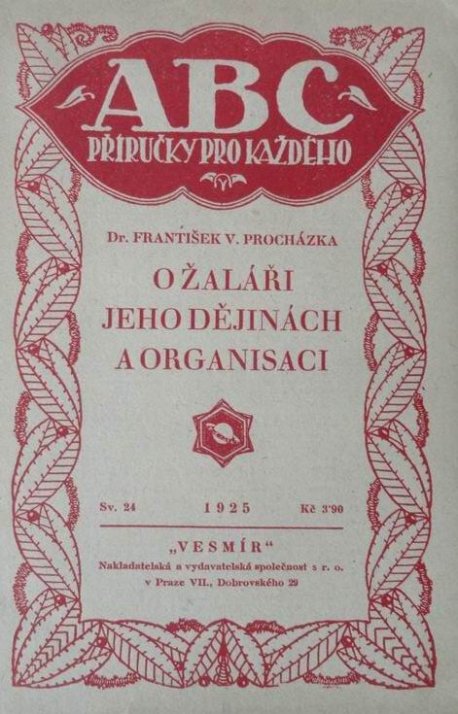 ABC
PŘÍRUČKY PRO KAŽDÉHO
Dr. FRANTIŠEK V. PROCHÁZKA
O ŽALÁŘI
JEHO DĚJINÁCH
A ORGANISACI
Sv. 24 1925 Kč 3'90
„VESMÍR“
Nakladatelská a vydavatelská společnost s r. o.
v Praze VII., Dobrovského 29